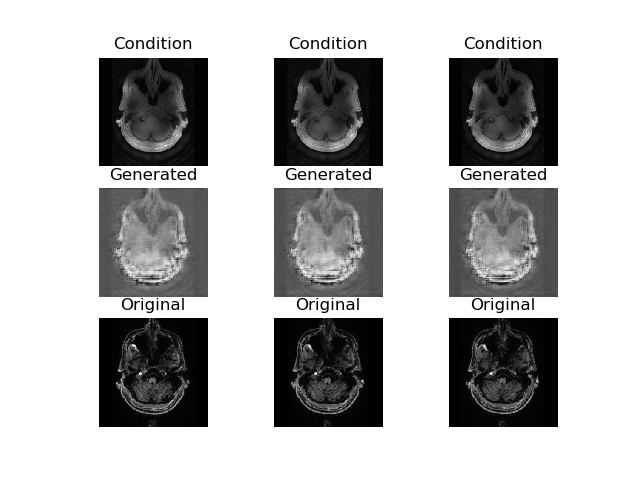 Condition Condition Condition
Generated Generated Generated
Original Original Original